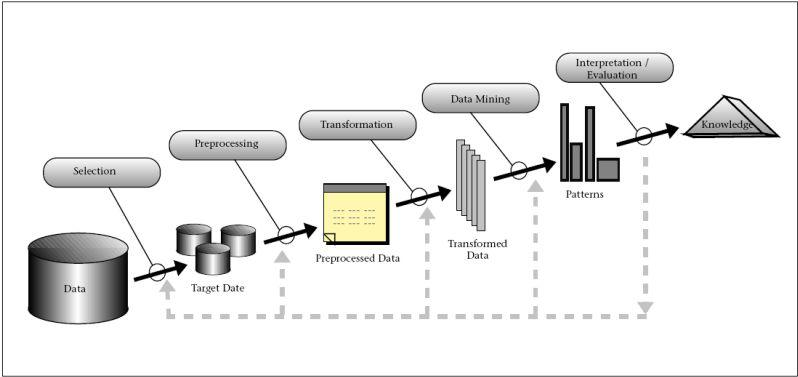 Interpretation /
Evaluation
Data Mining
Transformation
Preprocessing
Selection
Knowledge
Patterns
Transformed
Data
Preprocessed Data
Target Date
Data